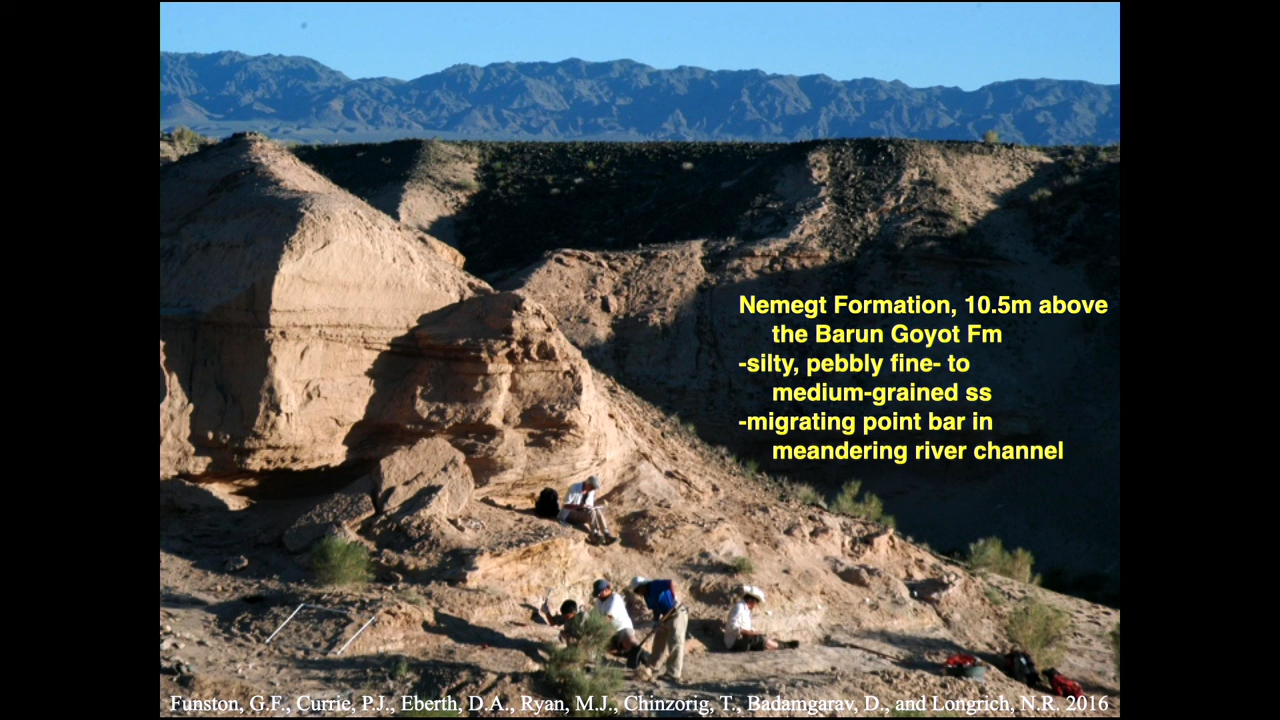 Nemegt Formation, 10.5m above
the Barun Goyot Fm
-silty, pebbly fine- to
medium-grained ss
-migrating point bar in
meandering river channel
Funston, G.F., Currie, P.J., Eberth, D.A., Ryan, M.J., Chinzorig, T., Badamgarav, D., and Longrich, N.R. 2016